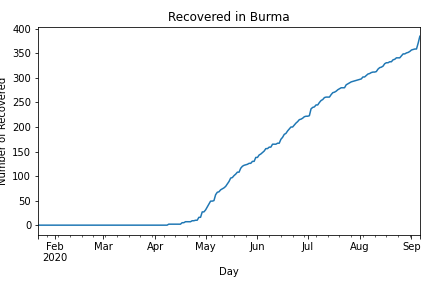 Recovered in Burma
Number of Recovered
400
350
300
250
200
150
100
50
0
Feb
2020
Mar
Apr
May
Jun
Jul
Aug
Sep
Day